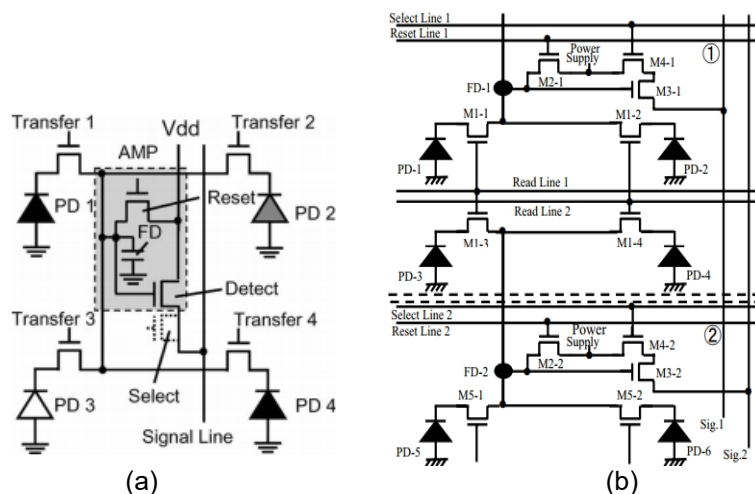 Vdd
Transfer 1
Transfer 2
AMP
PD 1
Reset
PD 2
FD
Detect
Transfer 3
Transfer 4
Select
PD 3
PD 4
Signal Line
(a)
Select Line 1
Reset Line 1
①
Power
Supply
M4-1
M2-1
FD-1
M3-1
M1-1
M1-2
PD-1
PD-2
Read Line 1
Read Line 2
M1-3
M1-4
PD-3
PD-4
Select Line 2
Reset Line 2
②
Power
Supply
M4-2
M2-2
FD-2
M3-2
M5-1
M5-2
PD-5
PD-6
Sig.1
Sig.2
(b)